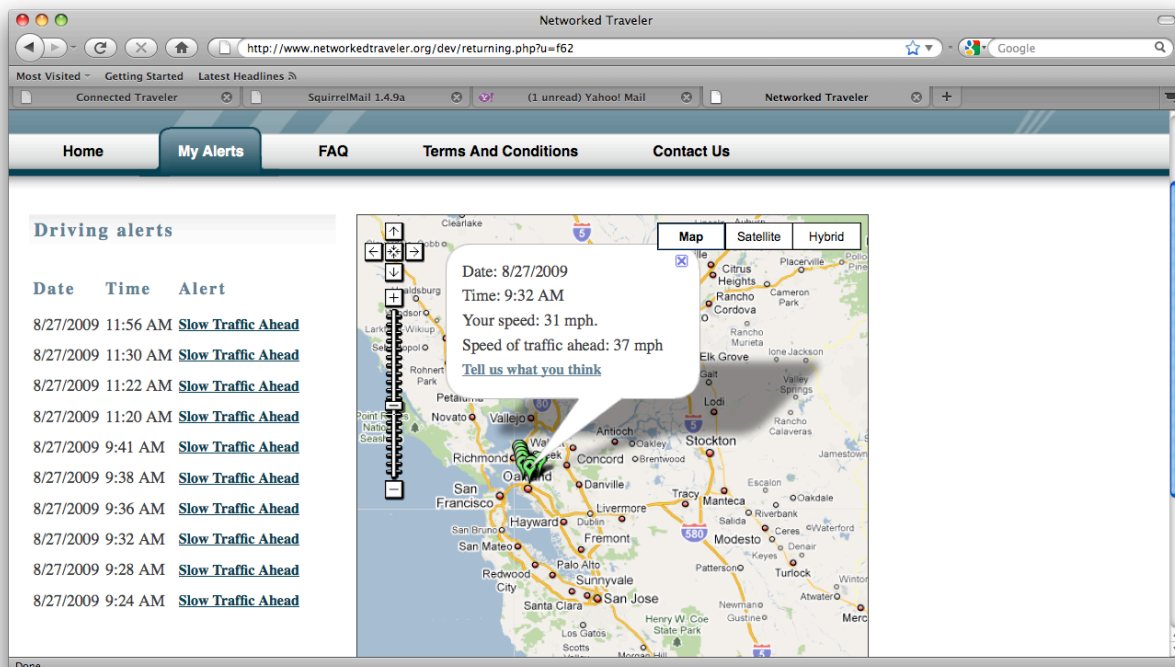 Networked Traveler
http://www.networkedtraveler.org/dev/returning.php?u=f62
Google
Most Visited Getting Started Latest Headlines
Connected Traveler
SquirrelMail 1.4.9a
(1 unread) Yahoo! Mail
Networked Traveler
Home
My Alerts
FAQ
Terms And Conditions
Contact Us
Driving alerts
Date Time Alert
8/27/2009 11:56 AM Slow Traffic Ahead
8/27/2009 11:30 AM Slow Traffic Ahead
8/27/2009 11:22 AM Slow Traffic Ahead
8/27/2009 11:20 AM Slow Traffic Ahead
8/27/2009 9:41 AM Slow Traffic Ahead
8/27/2009 9:38 AM Slow Traffic Ahead
8/27/2009 9:36 AM Slow Traffic Ahead
8/27/2009 9:32 AM Slow Traffic Ahead
8/27/2009 9:28 AM Slow Traffic Ahead
8/27/2009 9:24 AM Slow Traffic Ahead
Map
Satellite
Hybrid
Date: 8/27/2009
Time: 9:32 AM
Your speed: 31 mph.
Speed of traffic ahead: 37 mph
Tell us what you think
Clearlake
5
Citrus
Heights
Placerville
Rancho
Cordova
Cameron
Park
Rancho
Murieta
Elk Grove
Ione
Jackson
Galt
Valley
Springs
Lodi
Rancho
Calaveras
5
Stockton
Jamestown
Wikiup
Rohnert
Park
Novato
Vallejo
80
Antioch
Oakley
Richmond
Concord
Brentwood
Danville
San
Francisco
Tracy
Manteca
Escalon
Oakdale
Livermore
Salida
Riverbank
Hayward
Dublin
San Bruno
580
Modesto
Ceres
Waterford
Fremont
San Mateo
Keyes
Denair
Palo Alto
Patterson
Turlock
Redwood
City
Sunnyvale
Atwater
Santa Clara
San Jose
Newman
Gustine
Henry W. Coe
State Park
Los Gatos
Scotts
5
Done